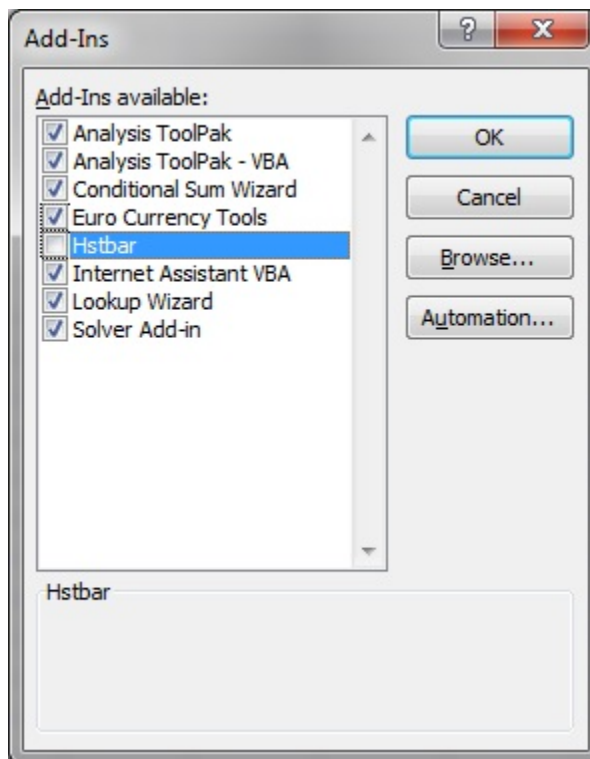 Add-Ins
Add-Ins available:
Analysis ToolPak
Analysis ToolPak - VBA
Conditional Sum Wizard
Euro Currency Tools
Hstbar
Internet Assistant VBA
Lookup Wizard
Solver Add-in
OK
Cancel
Browse...
Automation...
Hstbar